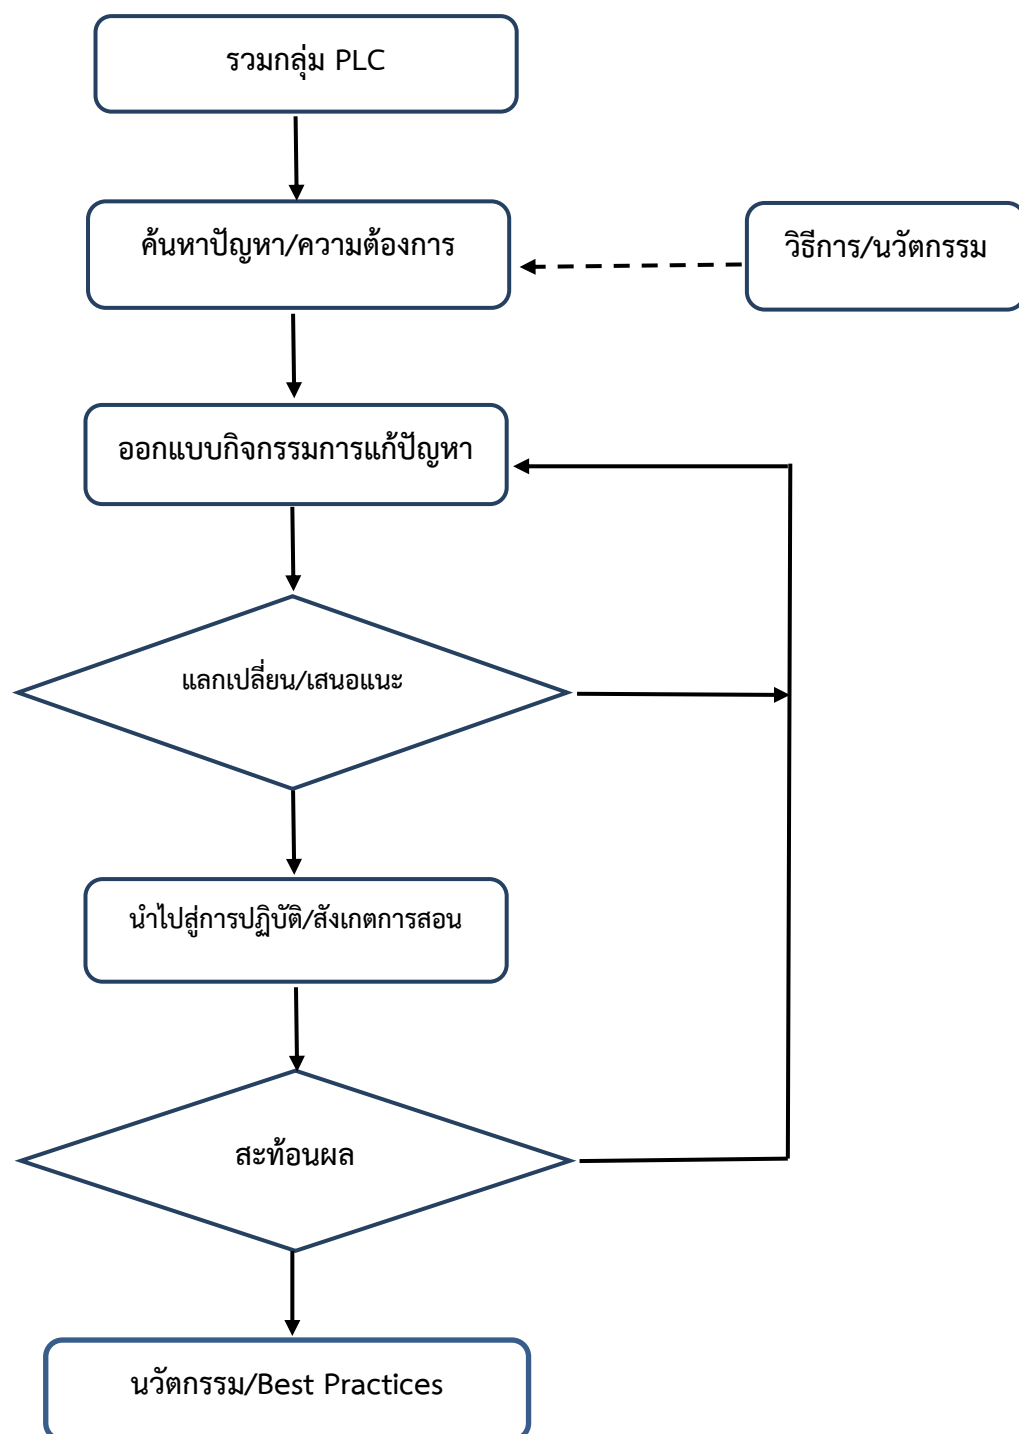 รวมกลุ่ม PLC
ค้นหาปัญหา/ความต้องการ
วิธีการ/นวัตกรรม
ออกแบบกิจกรรมการแก้ปัญหา
แลกเปลี่ยน/เสนอแนะ
นำไปสู่การปฏิบัติ/สังเกตการสอน
สะท้อนผล
นวัตกรรม/Best Practices